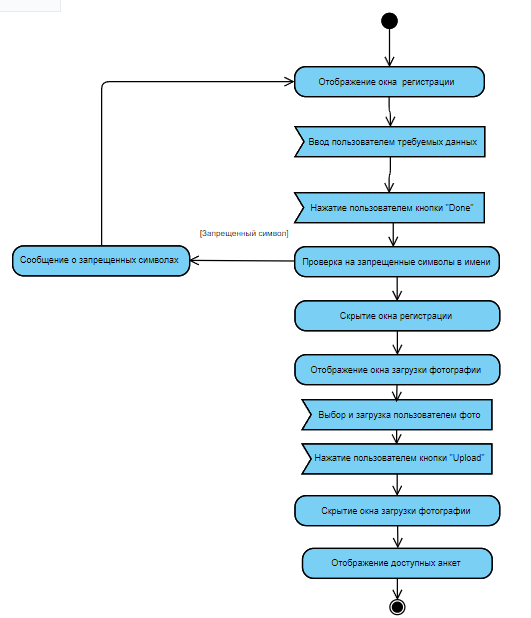 Отображение окна регистрации
Ввод пользователем требуемых данных
Нажатие пользователем кнопки "Done"
[Запрещенный символ]
Сообщение о запрещенных символах
Проверка на запрещенные символы в имени
Скрытие окна регистрации
Отображение окна загрузки фотографии
Выбор и загрузка пользователем фото
Нажатие пользователем кнопки "Upload"
Скрытие окна загрузки фотографии
Отображение доступных анкет